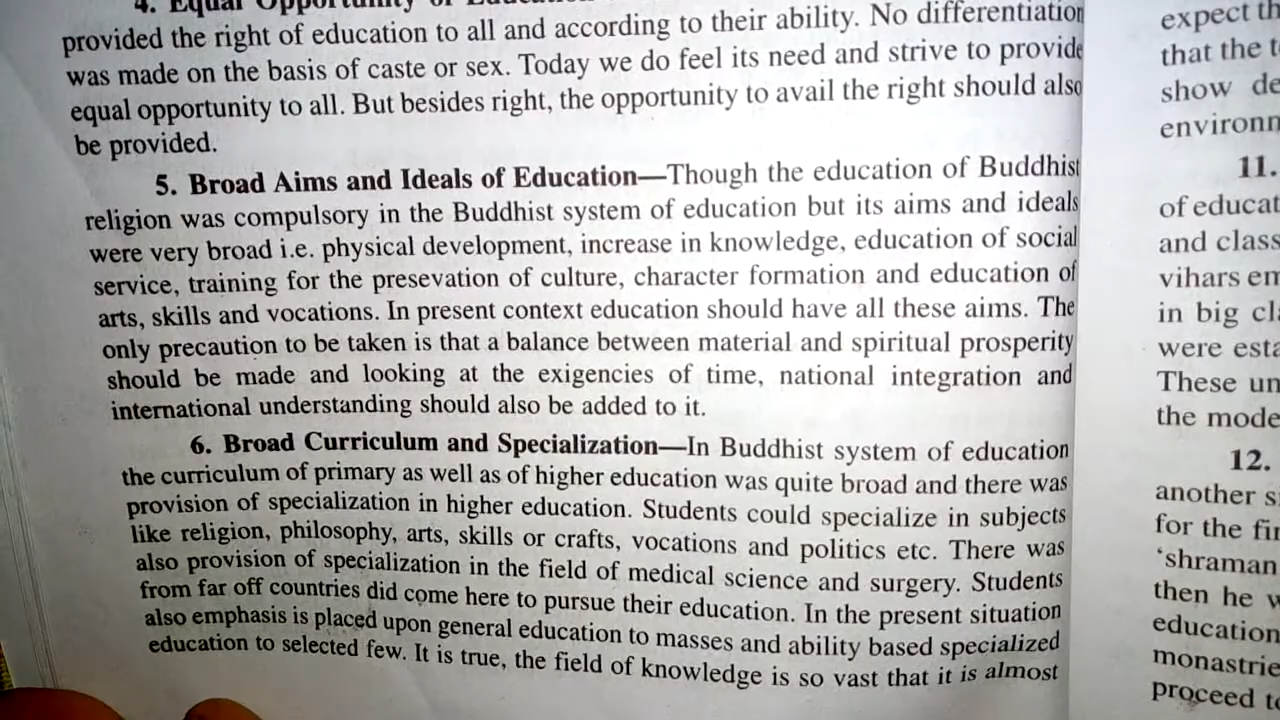 4. Equal Opportunity of Education
provided the right of education to all and according to their ability. No differentiation
was made on the basis of caste or sex. Today we do feel its need and strive to provide
equal opportunity to all. But besides right, the opportunity to avail the right should also
be provided.
5. Broad Aims and Ideals of Education—Though the education of Buddhist
religion was compulsory in the Buddhist system of education but its aims and ideals
were very broad i.e. physical development, increase in knowledge, education of social
service, training for the presevation of culture, character formation and education of
arts, skills and vocations. In present context education should have all these aims. The
only precaution to be taken is that a balance between material and spiritual prosperity
should be made and looking at the exigencies of time, national integration and
international understanding should also be added to it.
6. Broad Curriculum and Specialization—In Buddhist system of education
the curriculum of primary as well as of higher education was quite broad and there was
provision of specialization in higher education. Students could specialize in subjects
like religion, philosophy, arts, skills or crafts, vocations and politics etc. There was
also provision of specialization in the field of medical science and surgery. Students
from far off countries did come here to pursue their education. In the present situation
also emphasis is placed upon general education to masses and ability based specialized
education to selected few. It is true, the field of knowledge is so vast that it is almost
expect
that the
show
11.
of
and class
vihars
in big
were
These
the
12.
another
for the
then he
education
proceed